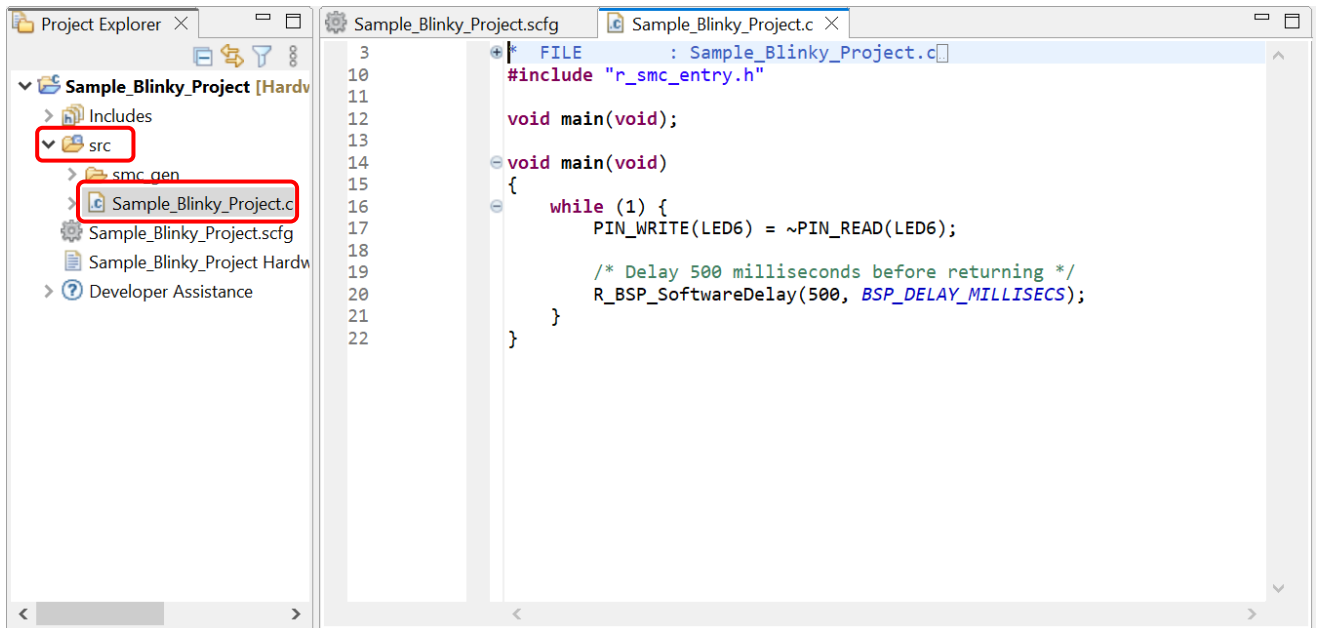 Project Explorer
Sample_Blinky_Project [Hardw
Includes
src
smc_gen
Sample_Blinky_Project.c
Sample_Blinky_Project.scfg
Sample_Blinky_Project Hardw
Developer Assistance
Sample_Blinky_Project.scfg
Sample_Blinky_Project.c
3 * FILE : Sample_Blinky_Project.c
10 #include "r_smc_entry.h"
11
12 void main(void);
13
14 void main(void)
15 {
16 while (1) {
17 PIN_WRITE(LED6) = ~PIN_READ(LED6);
18
19 /* Delay 500 milliseconds before returning */
20 R_BSP_SoftwareDelay(500, BSP_DELAY_MILLISECS);
21 }
22 }